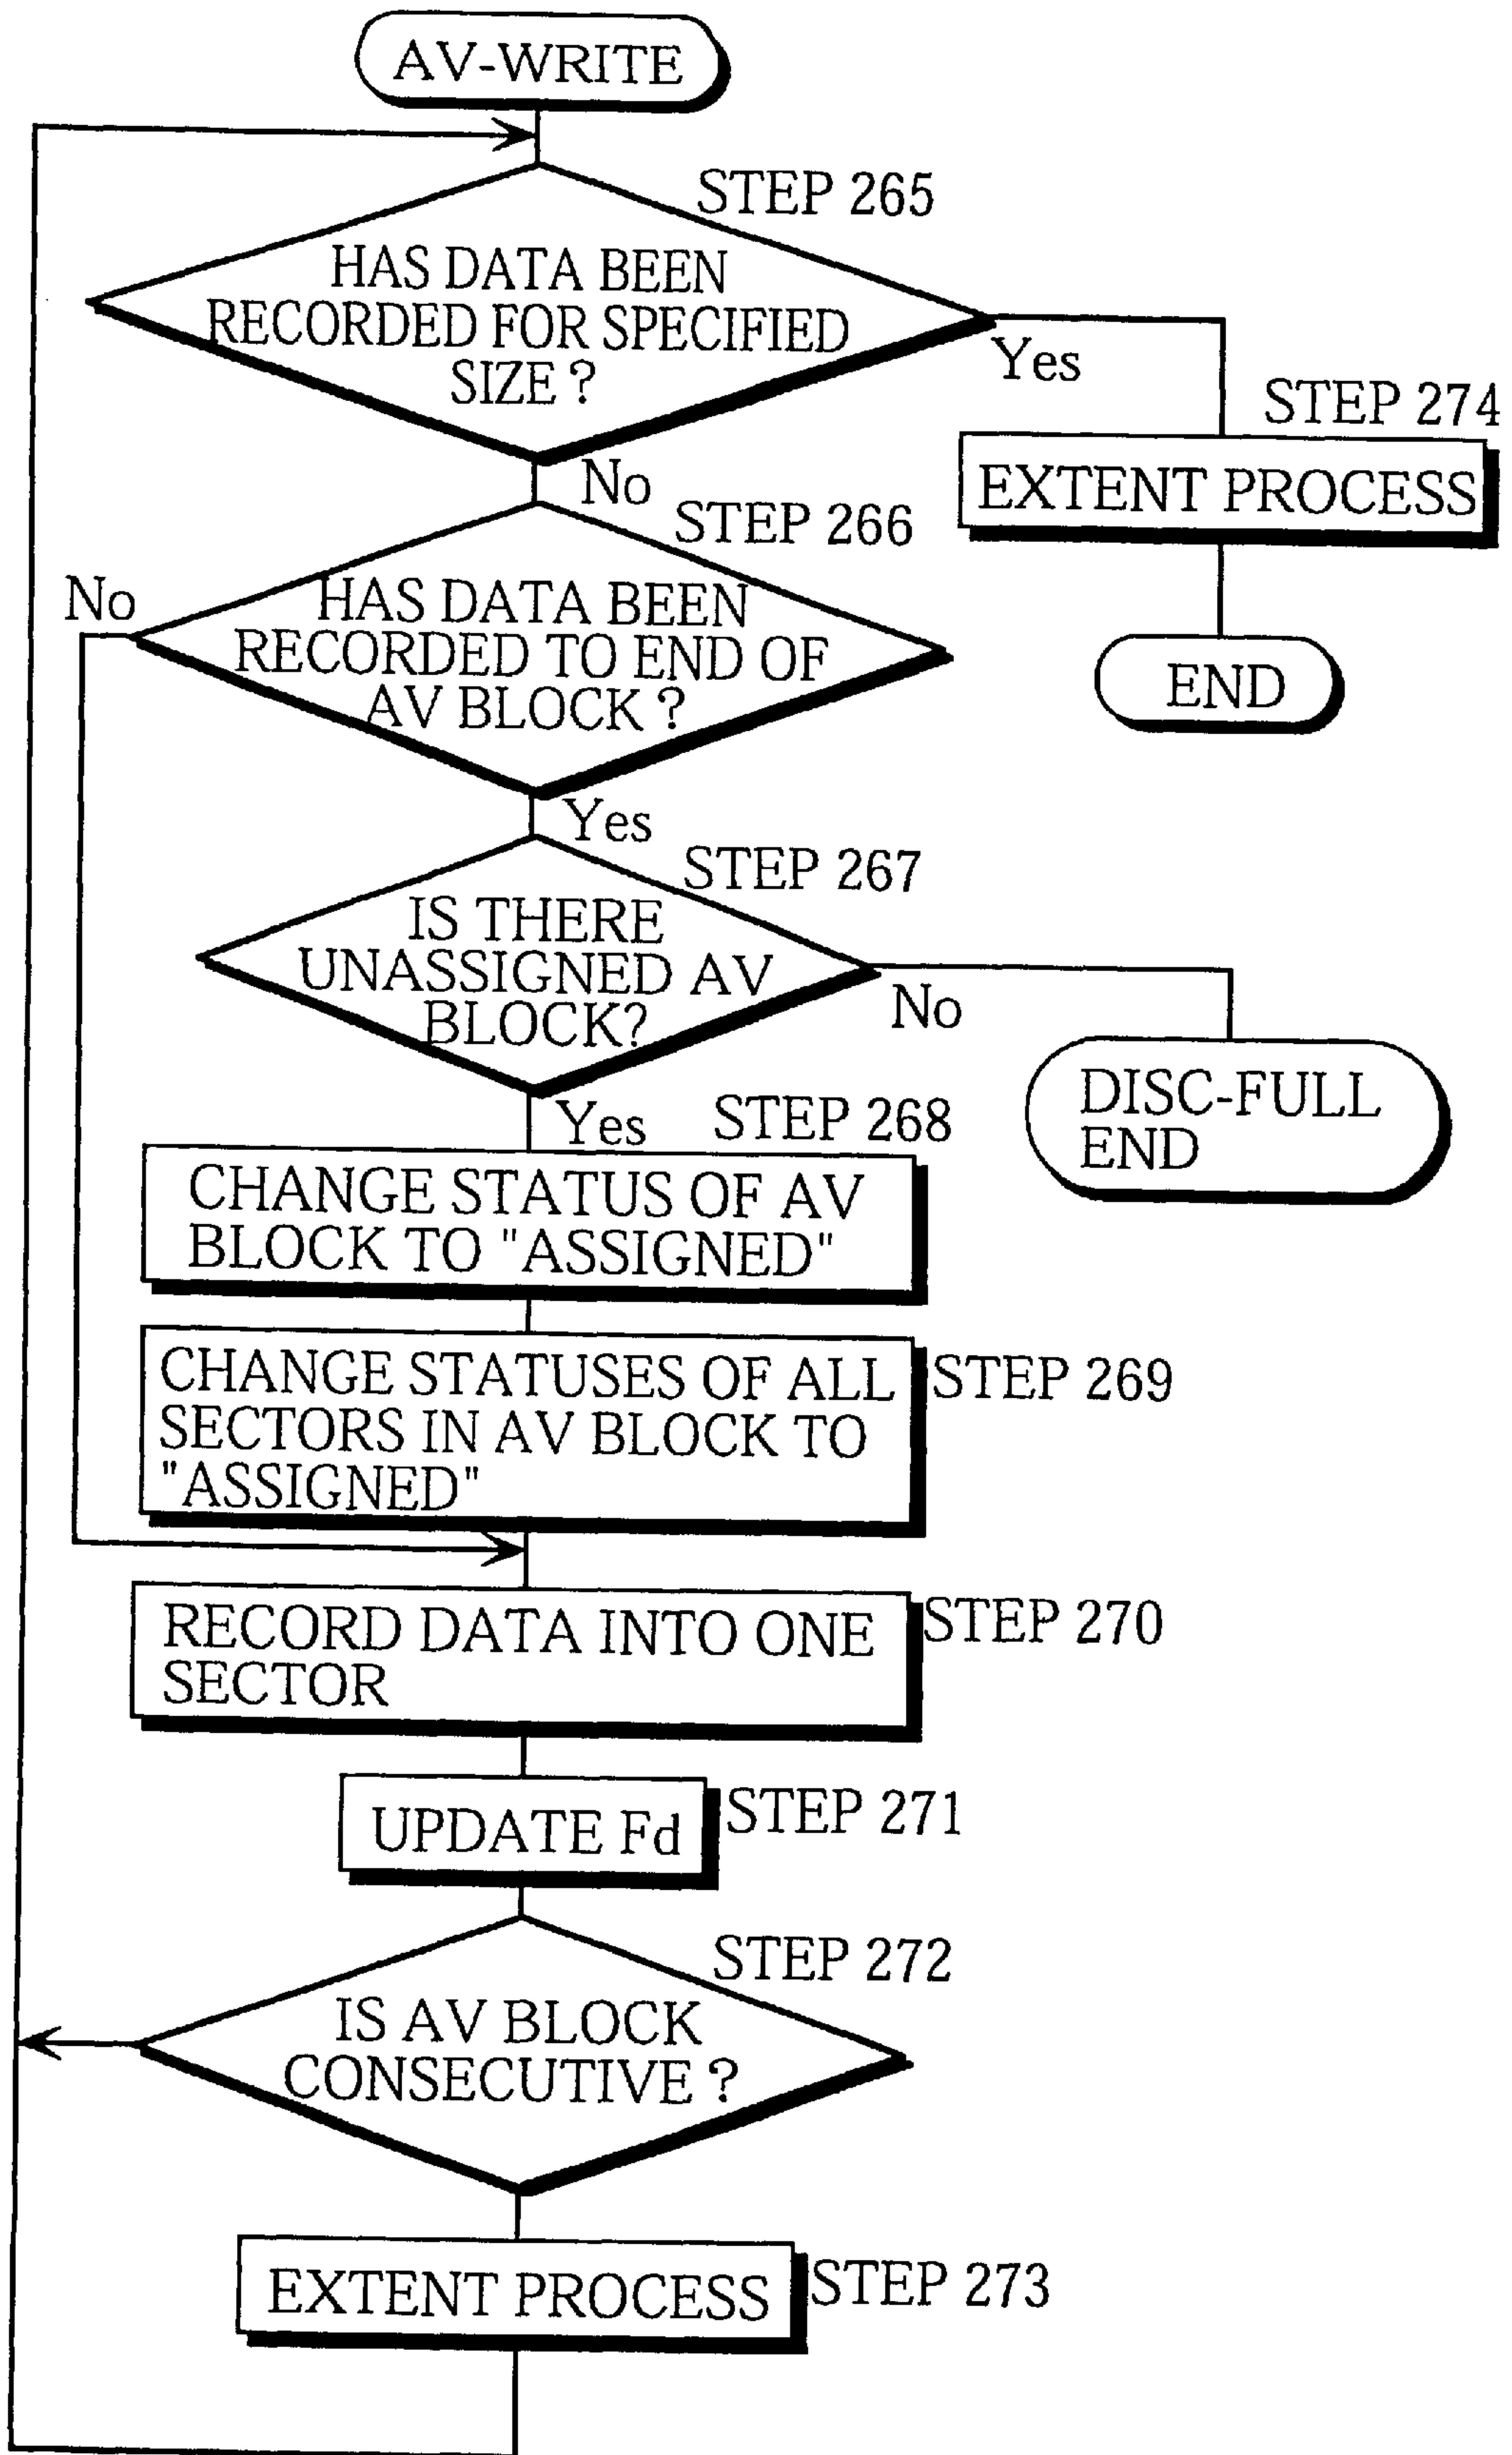 AV-WRITE
STEP 265
HAS DATA BEEN
RECORDED FOR SPECIFIED
SIZE ?
Yes
STEP 274
EXTENT PROCESS
END
No
STEP 266
No
HAS DATA BEEN
RECORDED TO END OF
AV BLOCK ?
Yes
STEP 267
IS THERE
UNASSIGNED AV
BLOCK?
No
DISC-FULL
END
Yes
STEP 268
CHANGE STATUS OF AV
BLOCK TO "ASSIGNED"
CHANGE STATUSES OF ALL
SECTORS IN AV BLOCK TO
"ASSIGNED"
STEP 269
RECORD DATA INTO ONE
SECTOR
STEP 270
UPDATE Fd
STEP 271
STEP 272
IS AV BLOCK
CONSECUTIVE ?
EXTENT PROCESS
STEP 273